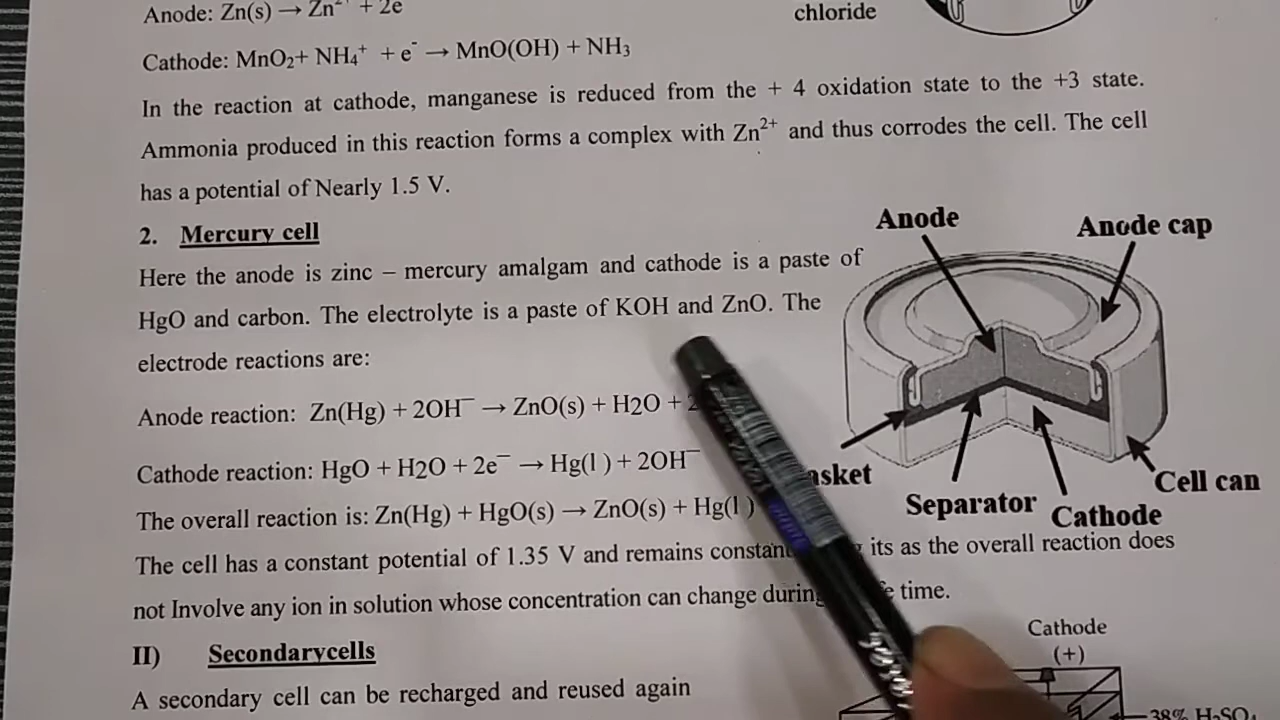 Anode: Zn(s) → Zn²⁺ + 2e
chloride
Cathode: MnO₂+ NH₄⁺ + e⁻ → MnO(OH) + NH₃
In the reaction at cathode, manganese is reduced from the + 4 oxidation state to the +3 state.
Ammonia produced in this reaction forms a complex with Zn²⁺ and thus corrodes the cell. The cell
has a potential of Nearly 1.5 V.
2. Mercury cell
Here the anode is zinc – mercury amalgam and cathode is a paste of
HgO and carbon. The electrolyte is a paste of KOH and ZnO. The
electrode reactions are:
Anode reaction: Zn(Hg) + 2OH⁻ → ZnO(s) + H2O + 2
Cathode reaction: HgO + H2O + 2e⁻ → Hg(l ) + 2OH⁻
The overall reaction is: Zn(Hg) + HgO(s) → ZnO(s) + Hg(l )
The cell has a constant potential of 1.35 V and remains constant its as the overall reaction does
not Involve any ion in solution whose concentration can change during time.
Anode
Anode cap
asket
Separator
Cathode
Cell can
II) Secondarycells
A secondary cell can be recharged and reused again
Cathode
(+)
38% H₂SO₄